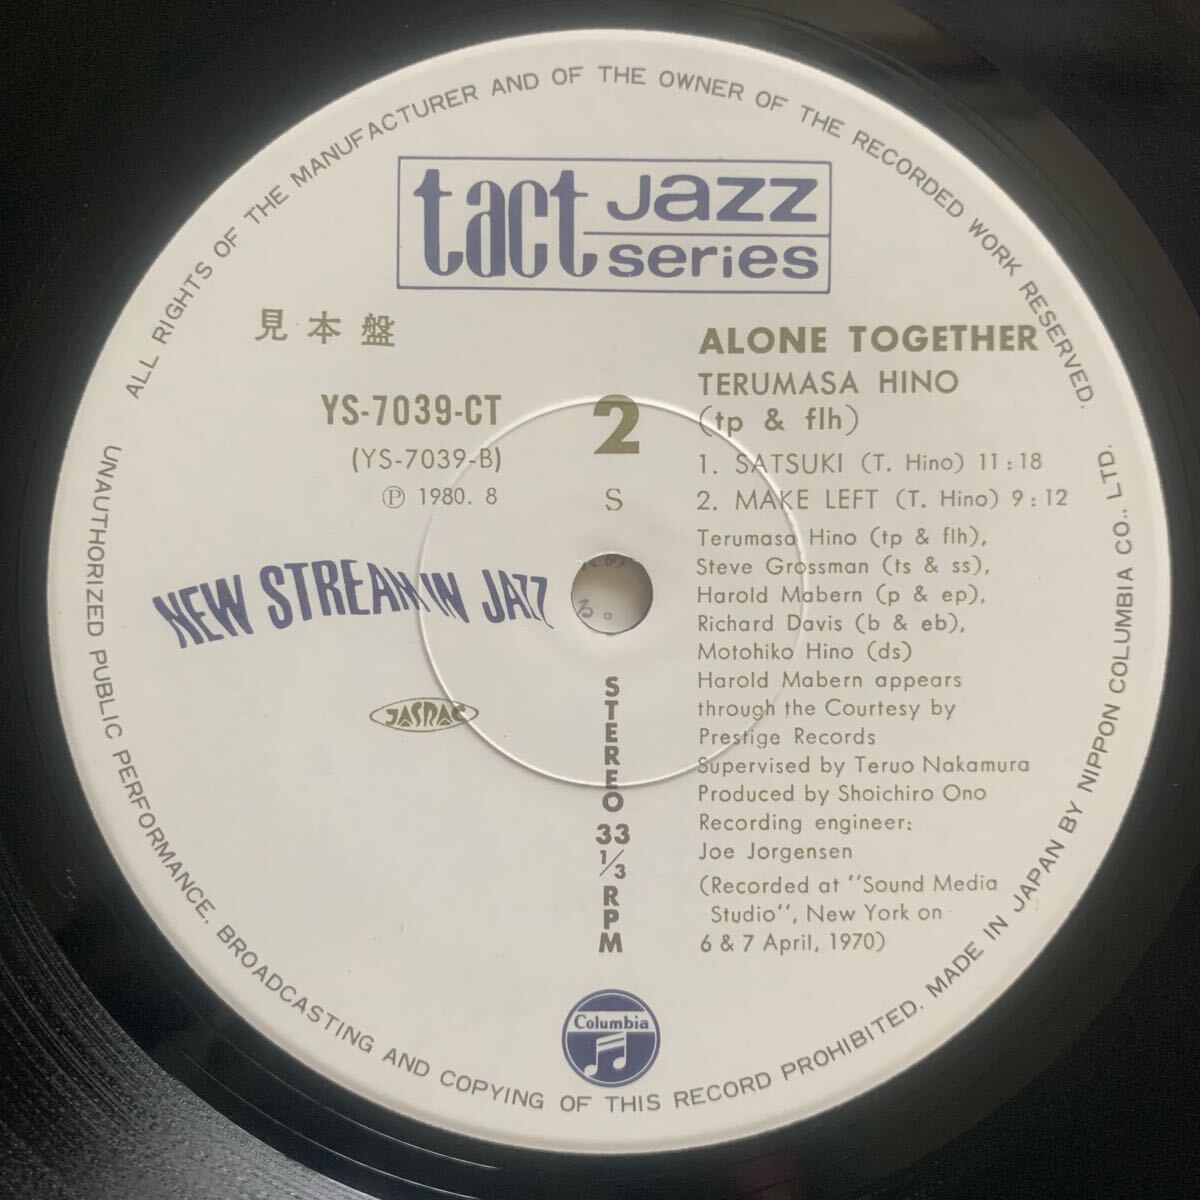 ALL RIGHTS OF THE MANUFACTURER AND OF THE OWNER OF THE RECORDED WORK RESERVED.
tact Jazz
series
見本盤
ALONE TOGETHER
TERUMASA HINO
(tp & flh)
YS-7039-CT
(YS-7039-B)
Ⓟ 1980. 8
2
S
1. SATSUKI (T. Hino) 11:18
2. MAKE LEFT (T. Hino) 9:12
Terumasa Hino (tp & flh),
Steve Grossman (ts & ss),
Harold Mabern (p & ep),
Richard Davis (b & eb),
Motohiko Hino (ds)
Harold Mabern appears
through the Courtesy by
Prestige Records
Supervised by Teruo Nakamura
Produced by Shoichiro Ono
Recording engineer:
Joe Jorgensen
(Recorded at "Sound Media
Studio", New York on
6 & 7 April, 1970)
NEW STREAM IN JAZZ
JASRAC
る。
STEREO 33 1/3 RPM
Columbia
UNAUTHORIZED PUBLIC PERFORMANCE, BROADCASTING AND COPYING OF THIS RECORD PROHIBITED. MADE IN JAPAN BY NIPPON COLUMBIA CO., LTD.